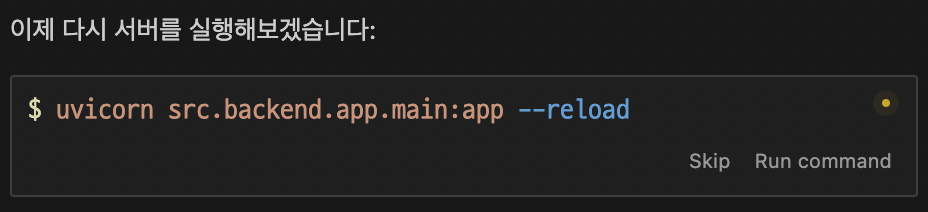 이제 다시 서버를 실행해보겠습니다:
$ uvicorn src.backend.app.main:app --reload
Skip Run command